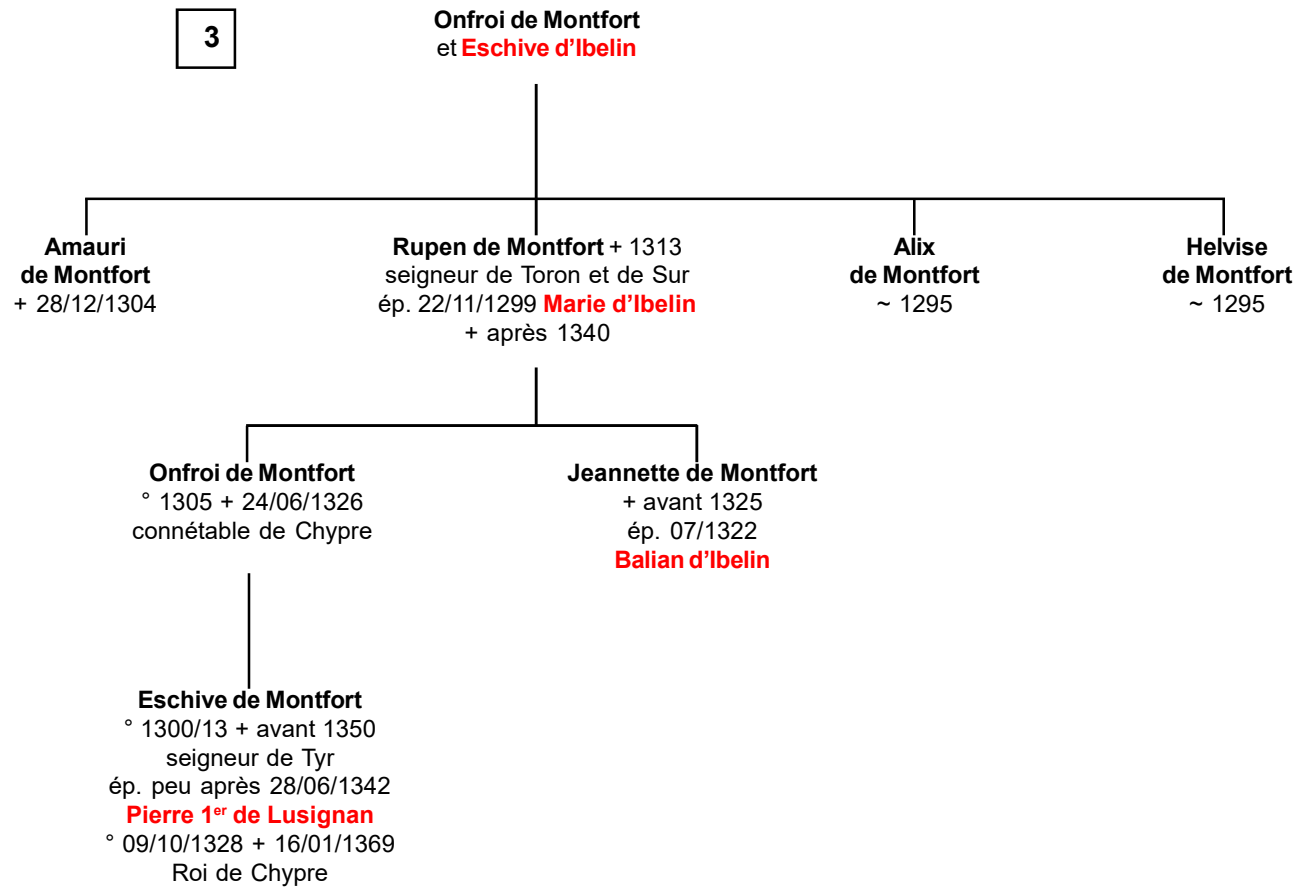 3
Onfroi de Montfort
et Eschive d'Ibelin
Amauri
de Montfort
+ 28/12/1304
Rupen de Montfort + 1313
seigneur de Toron et de Sur
ép. 22/11/1299 Marie d'Ibelin
+ après 1340
Alix
de Montfort
~ 1295
Helvise
de Montfort
~ 1295
Onfroi de Montfort
° 1305 + 24/06/1326
connétable de Chypre
Jeannette de Montfort
+ avant 1325
ép. 07/1322
Balian d'Ibelin
Eschive de Montfort
° 1300/13 + avant 1350
seigneur de Tyr
ép. peu après 28/06/1342
Pierre 1er de Lusignan
° 09/10/1328 + 16/01/1369
Roi de Chypre